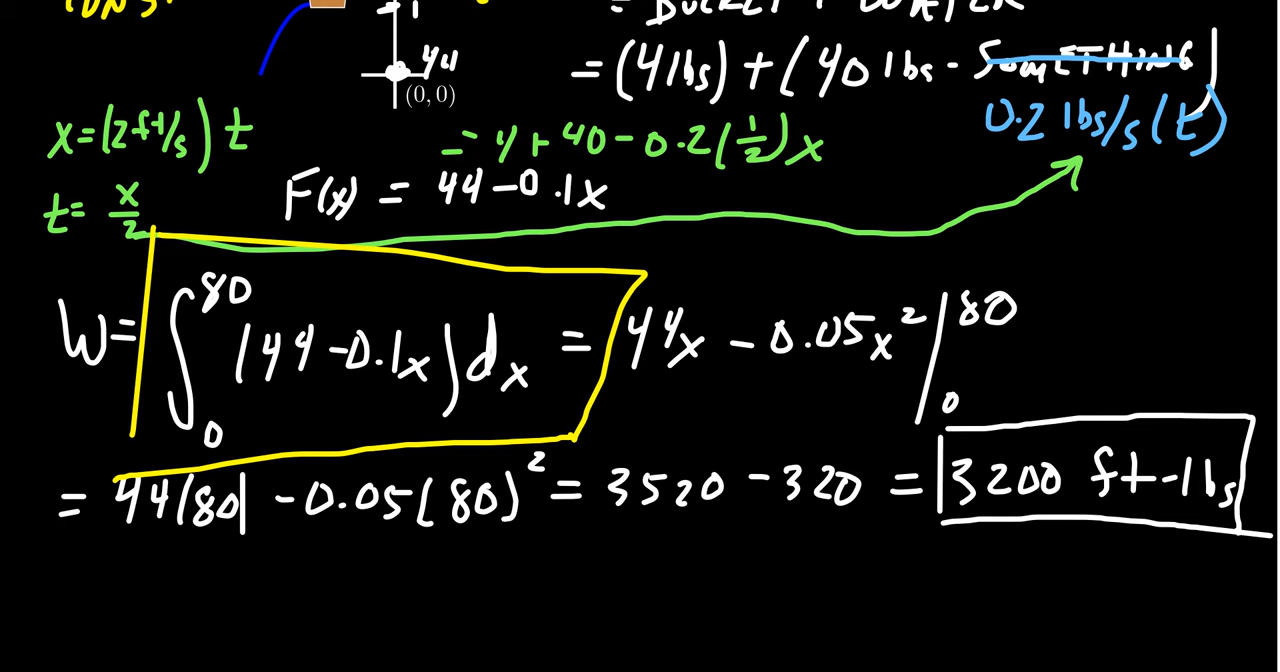 = BUCKET + WATER
= (4 lbs) + (40 lbs - SOMETHING)
(0,0)
0.2 lbs/s (t)
x = (2 ft/s) t
= 4 + 40 - 0.2(1/2)x
t = x/2
F(x) = 44 - 0.1x
W = ∫₀⁸⁰ (44 - 0.1x) dx = 44x - 0.05x² |₀⁸⁰
= 44(80) - 0.05(80)² = 3520 - 320 = 3200 ft-lbs